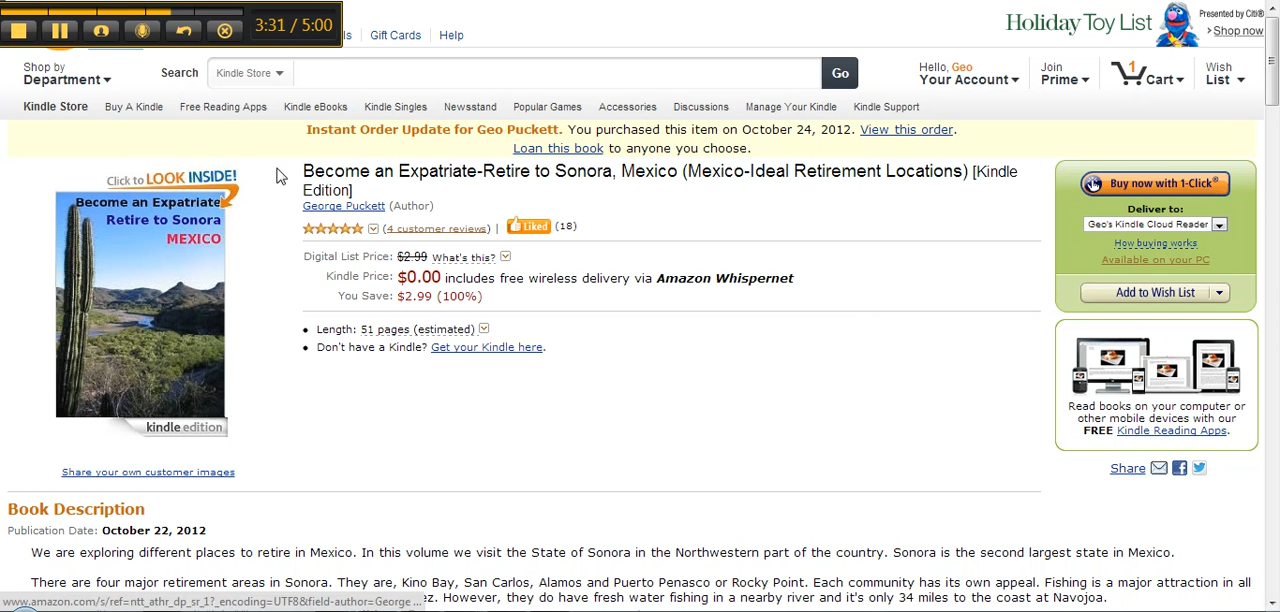 3:31 / 5:00
Gift Cards Help
Holiday Toy List
Presented by Citi®
Shop now
Shop by
Department
Search
Kindle Store
Go
Hello, Geo
Your Account
Join
Prime
1
Cart
Wish
List
Kindle Store Buy A Kindle Free Reading Apps Kindle eBooks Kindle Singles Newsstand Popular Games Accessories Discussions Manage Your Kindle Kindle Support
Instant Order Update for Geo Puckett. You purchased this item on October 24, 2012. View this order.
Loan this book to anyone you choose.
Click to LOOK INSIDE!
Become an Expatriate
Retire to Sonora
MEXICO
kindle edition
Share your own customer images
Become an Expatriate-Retire to Sonora, Mexico (Mexico-Ideal Retirement Locations) [Kindle
Edition]
George Puckett (Author)
(4 customer reviews) | Liked (18)
Digital List Price: $2.99 What's this?
Kindle Price: $0.00 includes free wireless delivery via Amazon Whispernet
You Save: $2.99 (100%)
Length: 51 pages (estimated)
Don't have a Kindle? Get your Kindle here.
Buy now with 1-Click®
Deliver to:
Geo's Kindle Cloud Reader
How buying works
Available on your PC
Add to Wish List
Read books on your computer or
other mobile devices with our
FREE Kindle Reading Apps.
Share
Book Description
Publication Date: October 22, 2012
We are exploring different places to retire in Mexico. In this volume we visit the State of Sonora in the Northwestern part of the country. Sonora is the second largest state in Mexico.
There are four major retirement areas in Sonora. They are, Kino Bay, San Carlos, Alamos and Puerto Penasco or Rocky Point. Each community has its own appeal. Fishing is a major attraction in all
However, they do have fresh water fishing in a nearby river and it's only 34 miles to the coast at Navojoa.
www.amazon.com/s/ref=ntt_athr_dp_sr_1?_encoding=UTF8&field-author=George ...